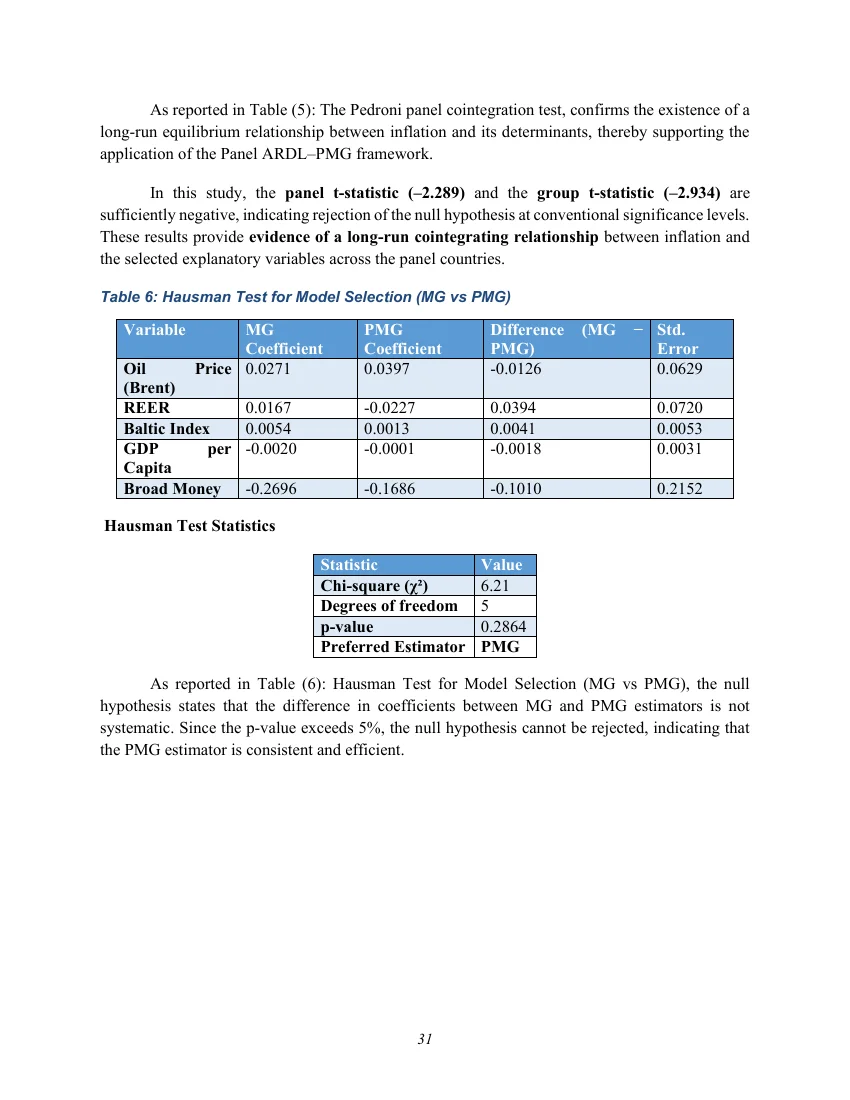 As reported in Table (5): The Pedroni panel cointegration test, confirms the existence of a
long-run equilibrium relationship between inflation and its determinants, thereby supporting the
application of the Panel ARDL–PMG framework.
In this study, the panel t-statistic (–2.289) and the group t-statistic (–2.934) are
sufficiently negative, indicating rejection of the null hypothesis at conventional significance levels.
These results provide evidence of a long-run cointegrating relationship between inflation and
the selected explanatory variables across the panel countries.
Table 6: Hausman Test for Model Selection (MG vs PMG)
Variable MG Coefficient PMG Coefficient Difference (MG − PMG) Std. Error
Oil Price (Brent) 0.0271 0.0397 -0.0126 0.0629
REER 0.0167 -0.0227 0.0394 0.0720
Baltic Index 0.0054 0.0013 0.0041 0.0053
GDP per Capita -0.0020 -0.0001 -0.0018 0.0031
Broad Money -0.2696 -0.1686 -0.1010 0.2152
Hausman Test Statistics
Statistic Value
Chi-square (χ²) 6.21
Degrees of freedom 5
p-value 0.2864
Preferred Estimator PMG
As reported in Table (6): Hausman Test for Model Selection (MG vs PMG), the null
hypothesis states that the difference in coefficients between MG and PMG estimators is not
systematic. Since the p-value exceeds 5%, the null hypothesis cannot be rejected, indicating that
the PMG estimator is consistent and efficient.
31